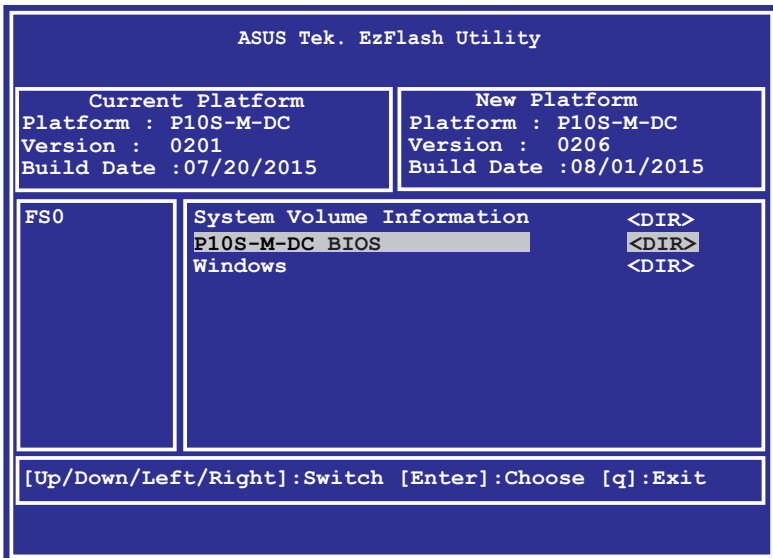 ASUS Tek. EzFlash Utility
Current Platform
Platform : P10S-M-DC
Version : 0201
Build Date :07/20/2015
New Platform
Platform : P10S-M-DC
Version : 0206
Build Date :08/01/2015
FS0
System Volume Information <DIR>
P10S-M-DC BIOS <DIR>
Windows <DIR>
[Up/Down/Left/Right]:Switch [Enter]:Choose [q]:Exit